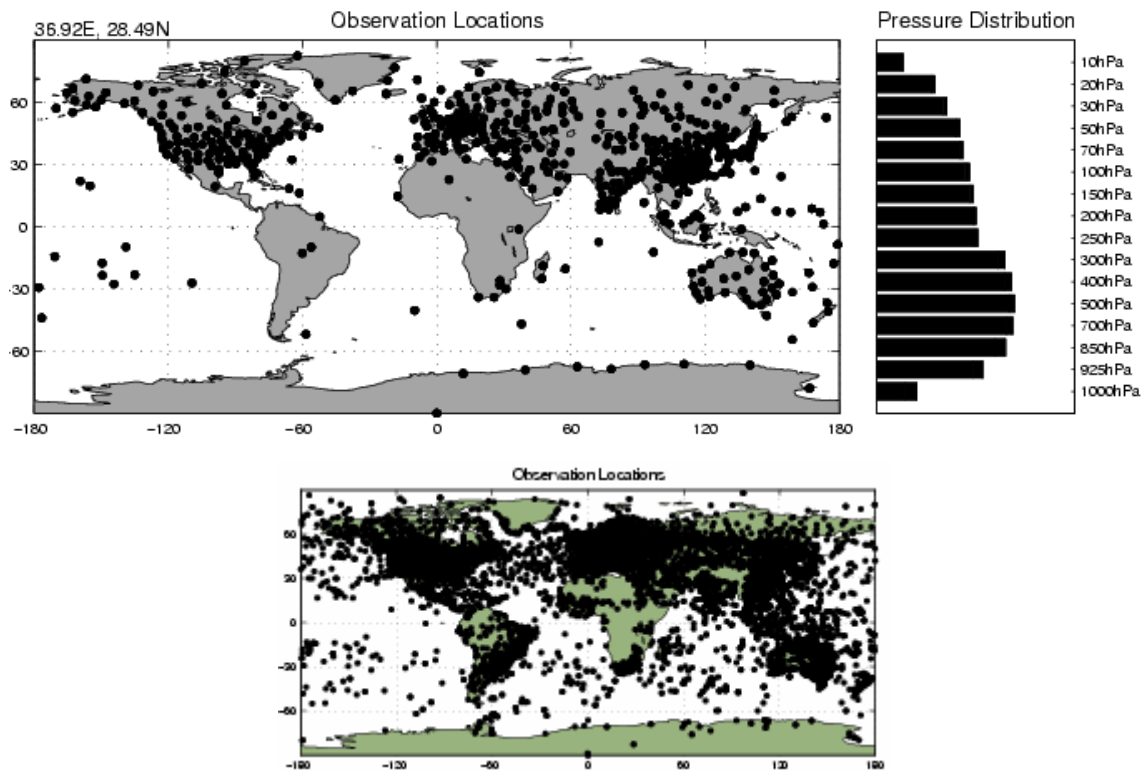 Observation Locations
36.92E, 28.49N
60
30
0
-30
-60
-180 -120 -60 0 60 120 180
Pressure Distribution
10hPa
20hPa
30hPa
50hPa
70hPa
100hPa
150hPa
200hPa
250hPa
300hPa
400hPa
500hPa
700hPa
850hPa
925hPa
1000hPa
Observation Locations
60
30
0
-30
-60
-180 -120 -60 0 60 120 180